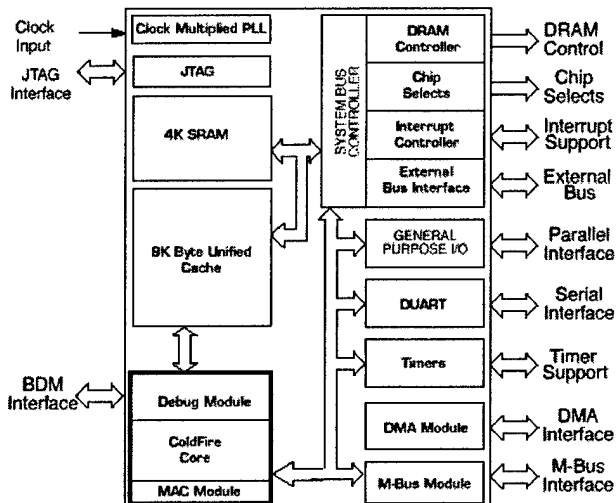 Clock
Input
JTAG
Interface
BDM
Interface
Clock Multiplied PLL
JTAG
4K SRAM
8K Byte Unified
Cache
Debug Module
ColdFire
Core
MAC Module
SYSTEM BUS
CONTROLLER
DRAM
Controller
Chip
Selects
Interrupt
Controller
External
Bus Interface
GENERAL
PURPOSE I/O
DUART
Timers
DMA Module
M-Bus Module
DRAM
Control
Chip
Selects
Interrupt
Support
External
Bus
Parallel
Interface
Serial
Interface
Timer
Support
DMA
Interface
M-Bus
Interface